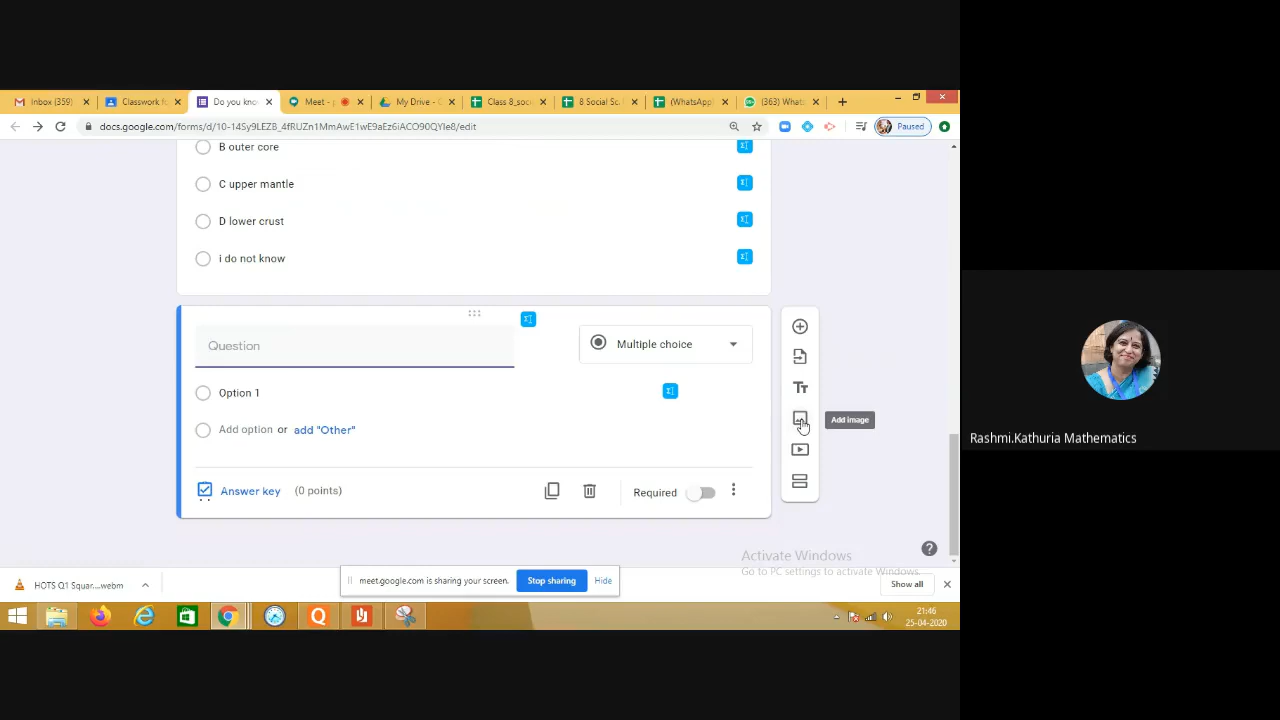 Inbox (359)
Classwork fo
Do you kno
Meet -
My Drive - G
Class 8_soci
8 Social Sc.
(WhatsApp
(363) Whats
docs.google.com/forms/d/10-14Sy9LEZB_4fRUZn1MmAwE1wE9aEz6iACO90QYIe8/edit
Paused
B outer core
C upper mantle
D lower crust
i do not know
Question
Multiple choice
Option 1
Add option or add "Other"
Add image
Answer key (0 points)
Required
Activate Windows
Go to PC settings to activate Windows.
HOTS Q1 Squar....webm
meet.google.com is sharing your screen.
Stop sharing
Hide
Show all
21:46
25-04-2020
Rashmi.Kathuria Mathematics